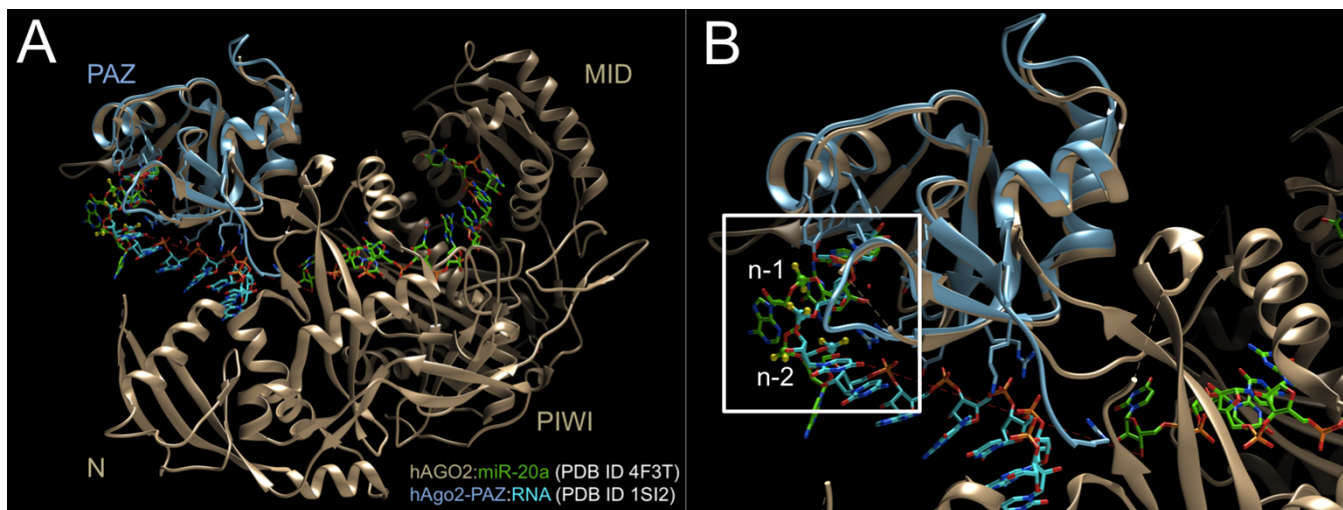 A
PAZ
MID
N
PIWI
hAGO2:miR-20a (PDB ID 4F3T)
hAgo2-PAZ:RNA (PDB ID 1SI2)
B
n-1
n-2